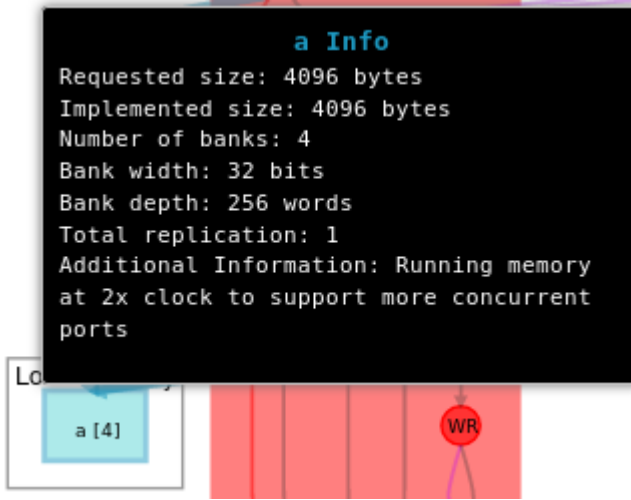 a Info
Requested size: 4096 bytes
Implemented size: 4096 bytes
Number of banks: 4
Bank width: 32 bits
Bank depth: 256 words
Total replication: 1
Additional Information: Running memory
at 2x clock to support more concurrent
ports
a [4]
WR